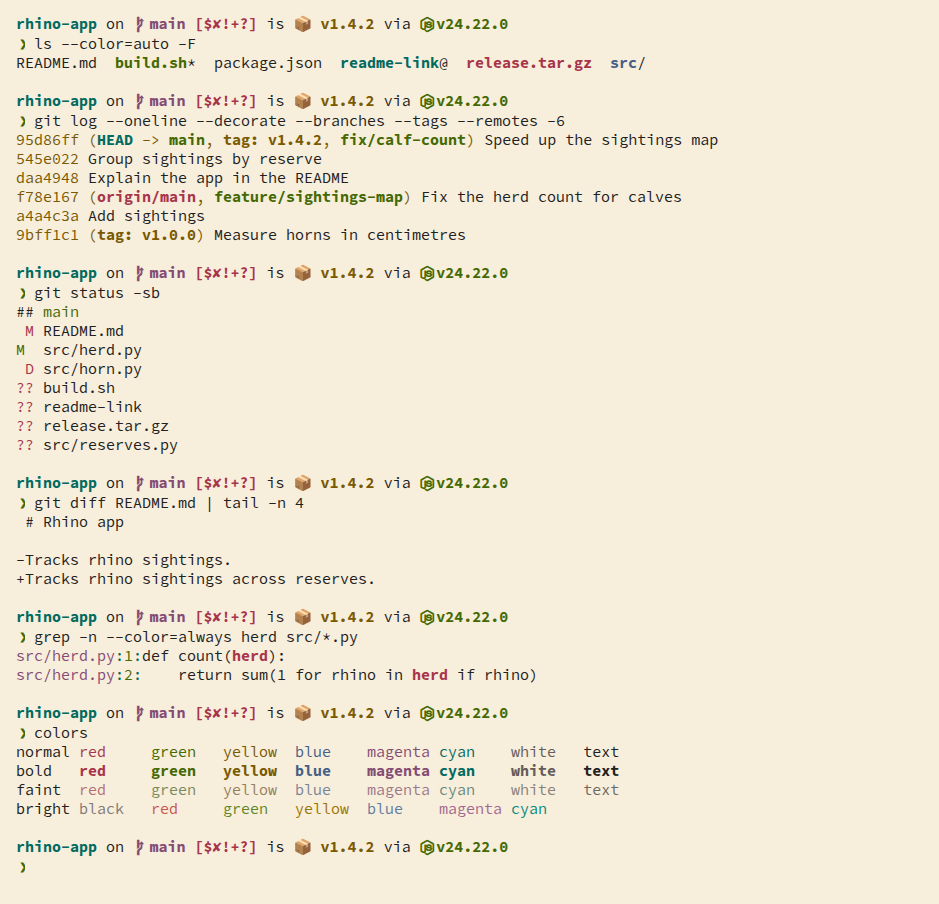 rhino-app on main [$✘!+?] is 📦 v1.4.2 via v24.22.0
❯ ls --color=auto -F
README.md  build.sh*  package.json  readme-link@  release.tar.gz  src/
rhino-app on main [$✘!+?] is 📦 v1.4.2 via v24.22.0
❯ git log --oneline --decorate --branches --tags --remotes -6
95d86ff (HEAD -> main, tag: v1.4.2, fix/calf-count) Speed up the sightings map
545e022 Group sightings by reserve
daa4948 Explain the app in the README
f78e167 (origin/main, feature/sightings-map) Fix the herd count for calves
a4a4c3a Add sightings
9bff1c1 (tag: v1.0.0) Measure horns in centimetres
rhino-app on main [$✘!+?] is 📦 v1.4.2 via v24.22.0
❯ git status -sb
## main
 M README.md
M  src/herd.py
 D src/horn.py
?? build.sh
?? readme-link
?? release.tar.gz
?? src/reserves.py
rhino-app on main [$✘!+?] is 📦 v1.4.2 via v24.22.0
❯ git diff README.md | tail -n 4
 # Rhino app
-Tracks rhino sightings.
+Tracks rhino sightings across reserves.
rhino-app on main [$✘!+?] is 📦 v1.4.2 via v24.22.0
❯ grep -n --color=always herd src/*.py
src/herd.py:1:def count(herd):
src/herd.py:2:    return sum(1 for rhino in herd if rhino)
rhino-app on main [$✘!+?] is 📦 v1.4.2 via v24.22.0
❯ colors
normal red     green   yellow  blue    magenta cyan    white   text
bold   red     green   yellow  blue    magenta cyan    white   text
faint  red     green   yellow  blue    magenta cyan    white   text
bright black   red     green   yellow  blue    magenta cyan
rhino-app on main [$✘!+?] is 📦 v1.4.2 via v24.22.0
❯